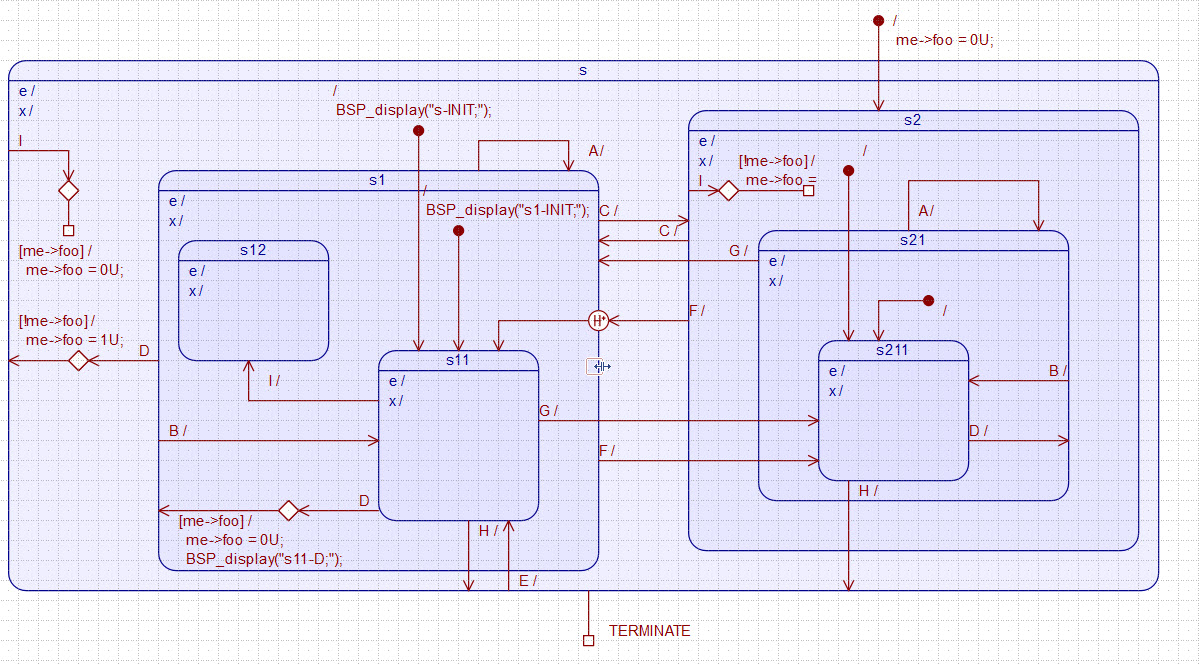 /
me->foo = 0U;
s
e /
x /
I
[me->foo] /
me->foo = 0U;
[!me->foo] /
me->foo = 1U;
D
/
BSP_display("s-INIT;");
A /
s1
e /
x /
/
BSP_display("s1-INIT;");
s12
e /
x /
I /
s11
e /
x /
B /
D
[me->foo] /
me->foo = 0U;
BSP_display("s11-D;");
H /
E /
C /
C /
G /
H*
F /
G /
F /
s2
e /
x /
I
[!me->foo] /
me->foo =
/
A /
s21
e /
x /
/
s211
e /
x /
B /
D /
H /
TERMINATE